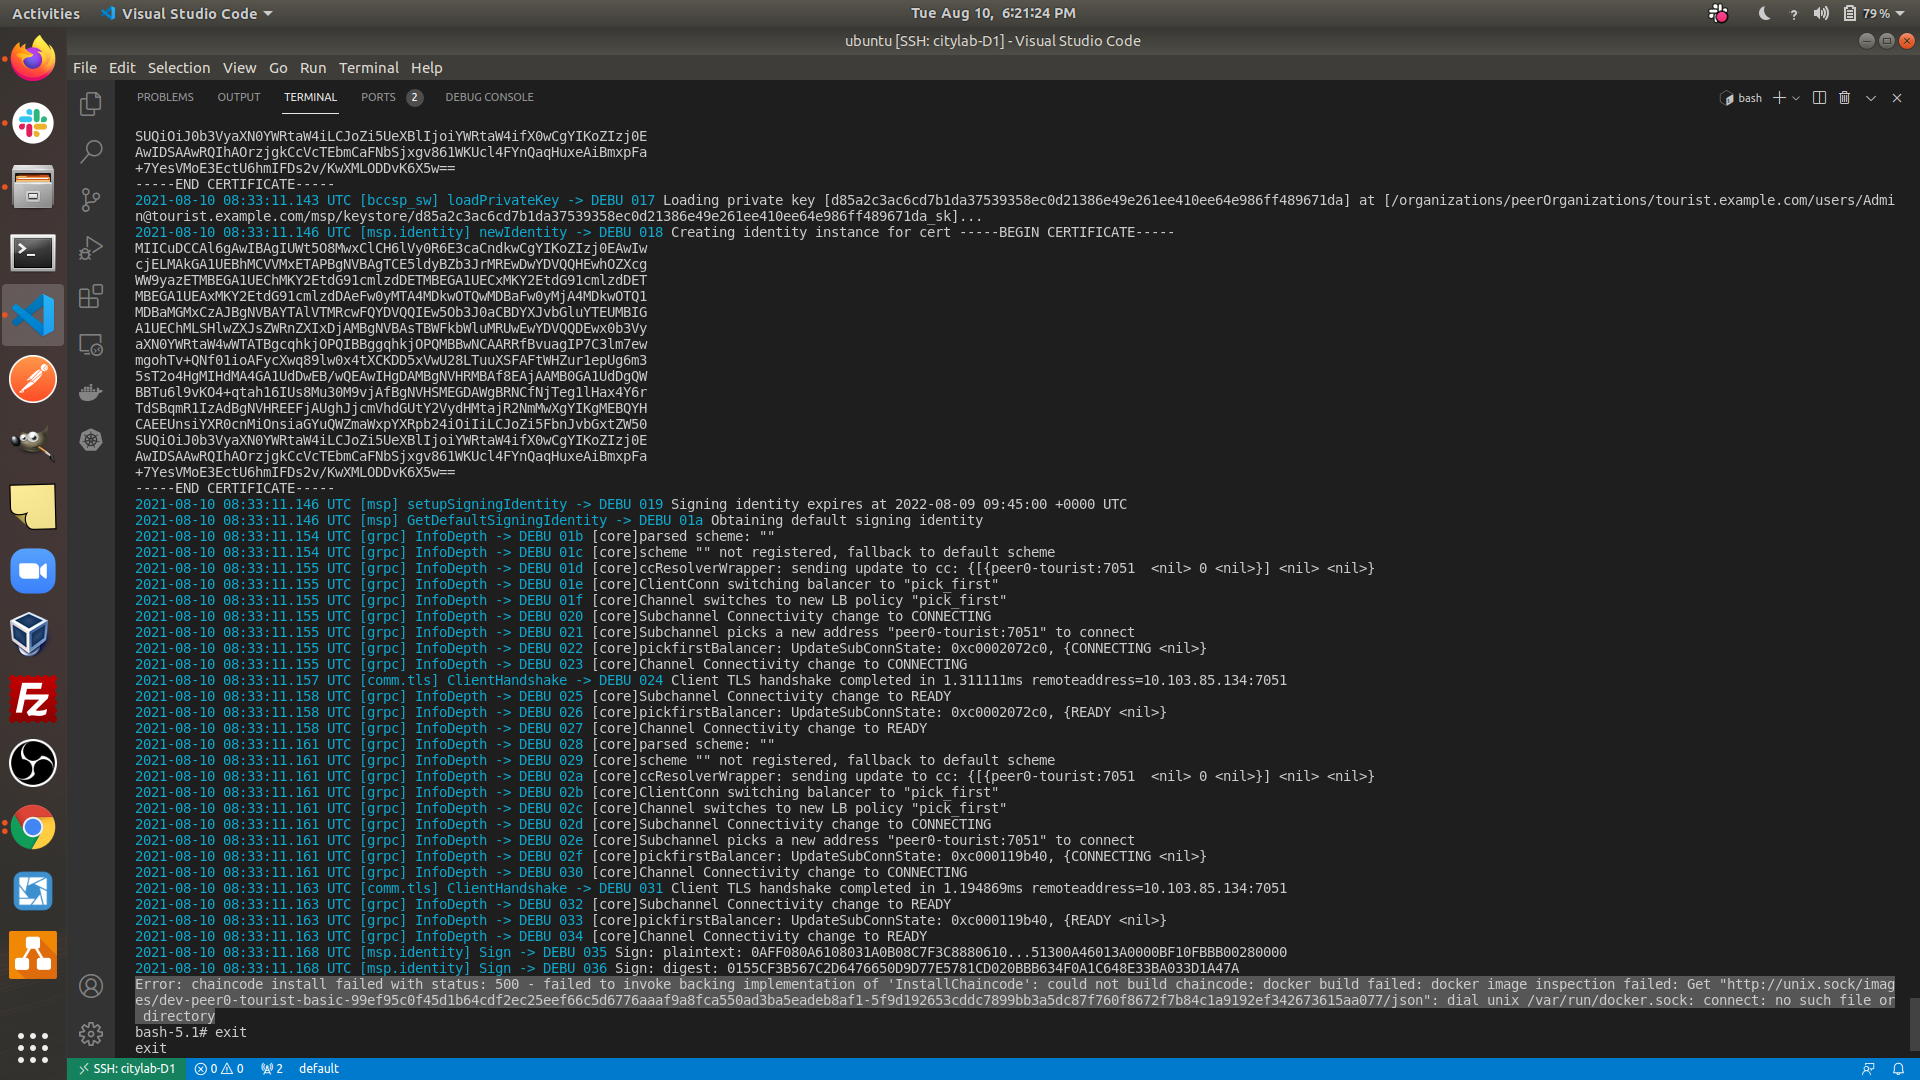 Activities
Visual Studio Code
Tue Aug 10, 6:21:24 PM
79 %
ubuntu [SSH: citylab-D1] - Visual Studio Code
File Edit Selection View Go Run Terminal Help
PROBLEMS OUTPUT TERMINAL PORTS 2 DEBUG CONSOLE
bash
SUQiOiJ0b3VyaXN0YWRtaW4iLCJoZi5UeXBlIjoiYWRtaW4ifX0wCgYIKoZIzj0E
AwIDSAAwRQIhAOrzjgkCcVcTEbmCaFNbSjxgv861WKUcl4FYnQaqHuxeAiBmxpFa
+7YesVMoE3EctU6hmIFDs2v/KwXMLODDvK6X5w==
-----END CERTIFICATE-----
2021-08-10 08:33:11.143 UTC [bccsp_sw] loadPrivateKey -> DEBU 017 Loading private key [d85a2c3ac6cd7b1da37539358ec0d21386e49e261ee410ee64e986ff489671da] at [/organizations/peerOrganizations/tourist.example.com/users/Admi
n@tourist.example.com/msp/keystore/d85a2c3ac6cd7b1da37539358ec0d21386e49e261ee410ee64e986ff489671da_sk]...
2021-08-10 08:33:11.146 UTC [msp.identity] newIdentity -> DEBU 018 Creating identity instance for cert -----BEGIN CERTIFICATE-----
MIICuDCCAl6gAwIBAgIUWt5O8MwxClCH6lVy0R6E3caCndkwCgYIKoZIzj0EAwIw
cjELMAkGA1UEBhMCVVMxETAPBgNVBAgTCE5ldyBZb3JrMREwDwYDVQQHEwhOZXcg
WW9yazETMBEGA1UEChMKY2EtdG91cmlzdDETMBEGA1UECxMKY2EtdG91cmlzdDET
MBEGA1UEAxMKY2EtdG91cmlzdDAeFw0yMTA4MDkwOTQwMDBaFw0yMjA4MDkwOTQ1
MDBaMGMxCzAJBgNVBAYTAlVTMRcwFQYDVQQIEw5Ob3J0aCBDYXJvbGluYTEUMBIG
A1UEChMLSHlwZXJsZWRnZXIxDjAMBgNVBAsTBWFkbWluMRUwEwYDVQQDEwx0b3Vy
aXN0YWRtaW4wWTATBgcqhkjOPQIBBggqhkjOPQMBBwNCAARRfBvuagIP7C3lm7ew
mgohTv+QNf01ioAFycXwq89lw0x4tXCKDD5xVwU28LTuuXSFAFtWHZur1epUg6m3
5sT2o4HgMIHdMA4GA1UdDwEB/wQEAwIHgDAMBgNVHRMBAf8EAjAAMB0GA1UdDgQW
BBTu6l9vKO4+qtah16IUs8Mu30M9vjAfBgNVHSMEGDAWgBRNCfNjTeg1lHax4Y6r
TdSBqmR1IzAdBgNVHREEFjAUghJjcmVhdGUtY2VydHMtajR2NmMwXgYIKgMEBQYH
CAEEUnsiYXR0cnMiOnsiaGYuQWZmaWxpYXRpb24iOiIiLCJoZi5FbnJvbGxtZW50
SUQiOiJ0b3VyaXN0YWRtaW4iLCJoZi5UeXBlIjoiYWRtaW4ifX0wCgYIKoZIzj0E
AwIDSAAwRQIhAOrzjgkCcVcTEbmCaFNbSjxgv861WKUcl4FYnQaqHuxeAiBmxpFa
+7YesVMoE3EctU6hmIFDs2v/KwXMLODDvK6X5w==
-----END CERTIFICATE-----
2021-08-10 08:33:11.146 UTC [msp] setupSigningIdentity -> DEBU 019 Signing identity expires at 2022-08-09 09:45:00 +0000 UTC
2021-08-10 08:33:11.146 UTC [msp] GetDefaultSigningIdentity -> DEBU 01a Obtaining default signing identity
2021-08-10 08:33:11.154 UTC [grpc] InfoDepth -> DEBU 01b [core]parsed scheme: ""
2021-08-10 08:33:11.154 UTC [grpc] InfoDepth -> DEBU 01c [core]scheme "" not registered, fallback to default scheme
2021-08-10 08:33:11.155 UTC [grpc] InfoDepth -> DEBU 01d [core]ccResolverWrapper: sending update to cc: {[{peer0-tourist:7051  <nil> 0 <nil>}] <nil> <nil>}
2021-08-10 08:33:11.155 UTC [grpc] InfoDepth -> DEBU 01e [core]ClientConn switching balancer to "pick_first"
2021-08-10 08:33:11.155 UTC [grpc] InfoDepth -> DEBU 01f [core]Channel switches to new LB policy "pick_first"
2021-08-10 08:33:11.155 UTC [grpc] InfoDepth -> DEBU 020 [core]Subchannel Connectivity change to CONNECTING
2021-08-10 08:33:11.155 UTC [grpc] InfoDepth -> DEBU 021 [core]Subchannel picks a new address "peer0-tourist:7051" to connect
2021-08-10 08:33:11.155 UTC [grpc] InfoDepth -> DEBU 022 [core]pickfirstBalancer: UpdateSubConnState: 0xc0002072c0, {CONNECTING <nil>}
2021-08-10 08:33:11.155 UTC [grpc] InfoDepth -> DEBU 023 [core]Channel Connectivity change to CONNECTING
2021-08-10 08:33:11.157 UTC [comm.tls] ClientHandshake -> DEBU 024 Client TLS handshake completed in 1.311111ms remoteaddress=10.103.85.134:7051
2021-08-10 08:33:11.158 UTC [grpc] InfoDepth -> DEBU 025 [core]Subchannel Connectivity change to READY
2021-08-10 08:33:11.158 UTC [grpc] InfoDepth -> DEBU 026 [core]pickfirstBalancer: UpdateSubConnState: 0xc0002072c0, {READY <nil>}
2021-08-10 08:33:11.158 UTC [grpc] InfoDepth -> DEBU 027 [core]Channel Connectivity change to READY
2021-08-10 08:33:11.161 UTC [grpc] InfoDepth -> DEBU 028 [core]parsed scheme: ""
2021-08-10 08:33:11.161 UTC [grpc] InfoDepth -> DEBU 029 [core]scheme "" not registered, fallback to default scheme
2021-08-10 08:33:11.161 UTC [grpc] InfoDepth -> DEBU 02a [core]ccResolverWrapper: sending update to cc: {[{peer0-tourist:7051  <nil> 0 <nil>}] <nil> <nil>}
2021-08-10 08:33:11.161 UTC [grpc] InfoDepth -> DEBU 02b [core]ClientConn switching balancer to "pick_first"
2021-08-10 08:33:11.161 UTC [grpc] InfoDepth -> DEBU 02c [core]Channel switches to new LB policy "pick_first"
2021-08-10 08:33:11.161 UTC [grpc] InfoDepth -> DEBU 02d [core]Subchannel Connectivity change to CONNECTING
2021-08-10 08:33:11.161 UTC [grpc] InfoDepth -> DEBU 02e [core]Subchannel picks a new address "peer0-tourist:7051" to connect
2021-08-10 08:33:11.161 UTC [grpc] InfoDepth -> DEBU 02f [core]pickfirstBalancer: UpdateSubConnState: 0xc000119b40, {CONNECTING <nil>}
2021-08-10 08:33:11.161 UTC [grpc] InfoDepth -> DEBU 030 [core]Channel Connectivity change to CONNECTING
2021-08-10 08:33:11.163 UTC [comm.tls] ClientHandshake -> DEBU 031 Client TLS handshake completed in 1.194869ms remoteaddress=10.103.85.134:7051
2021-08-10 08:33:11.163 UTC [grpc] InfoDepth -> DEBU 032 [core]Subchannel Connectivity change to READY
2021-08-10 08:33:11.163 UTC [grpc] InfoDepth -> DEBU 033 [core]pickfirstBalancer: UpdateSubConnState: 0xc000119b40, {READY <nil>}
2021-08-10 08:33:11.163 UTC [grpc] InfoDepth -> DEBU 034 [core]Channel Connectivity change to READY
2021-08-10 08:33:11.168 UTC [msp.identity] Sign -> DEBU 035 Sign: plaintext: 0AFF080A6108031A0B08C7F3C8880610...51300A46013A0000BF10FBBB00280000
2021-08-10 08:33:11.168 UTC [msp.identity] Sign -> DEBU 036 Sign: digest: 0155CF3B567C2D6476650D9D77E5781CD020BBB634F0A1C648E33BA033D1A47A
Error: chaincode install failed with status: 500 - failed to invoke backing implementation of 'InstallChaincode': could not build chaincode: docker build failed: docker image inspection failed: Get "http://unix.sock/imag
es/dev-peer0-tourist-basic-99ef95c0f45d1b64cdf2ec25eef66c5d6776aaaf9a8fca550ad3ba5eadeb8af1-5f9d192653cddc7899bb3a5dc87f760f8672f7b84c1a9192ef342673615aa077/json": dial unix /var/run/docker.sock: connect: no such file or
directory
bash-5.1# exit
exit
SSH: citylab-D1 0 0 2 default